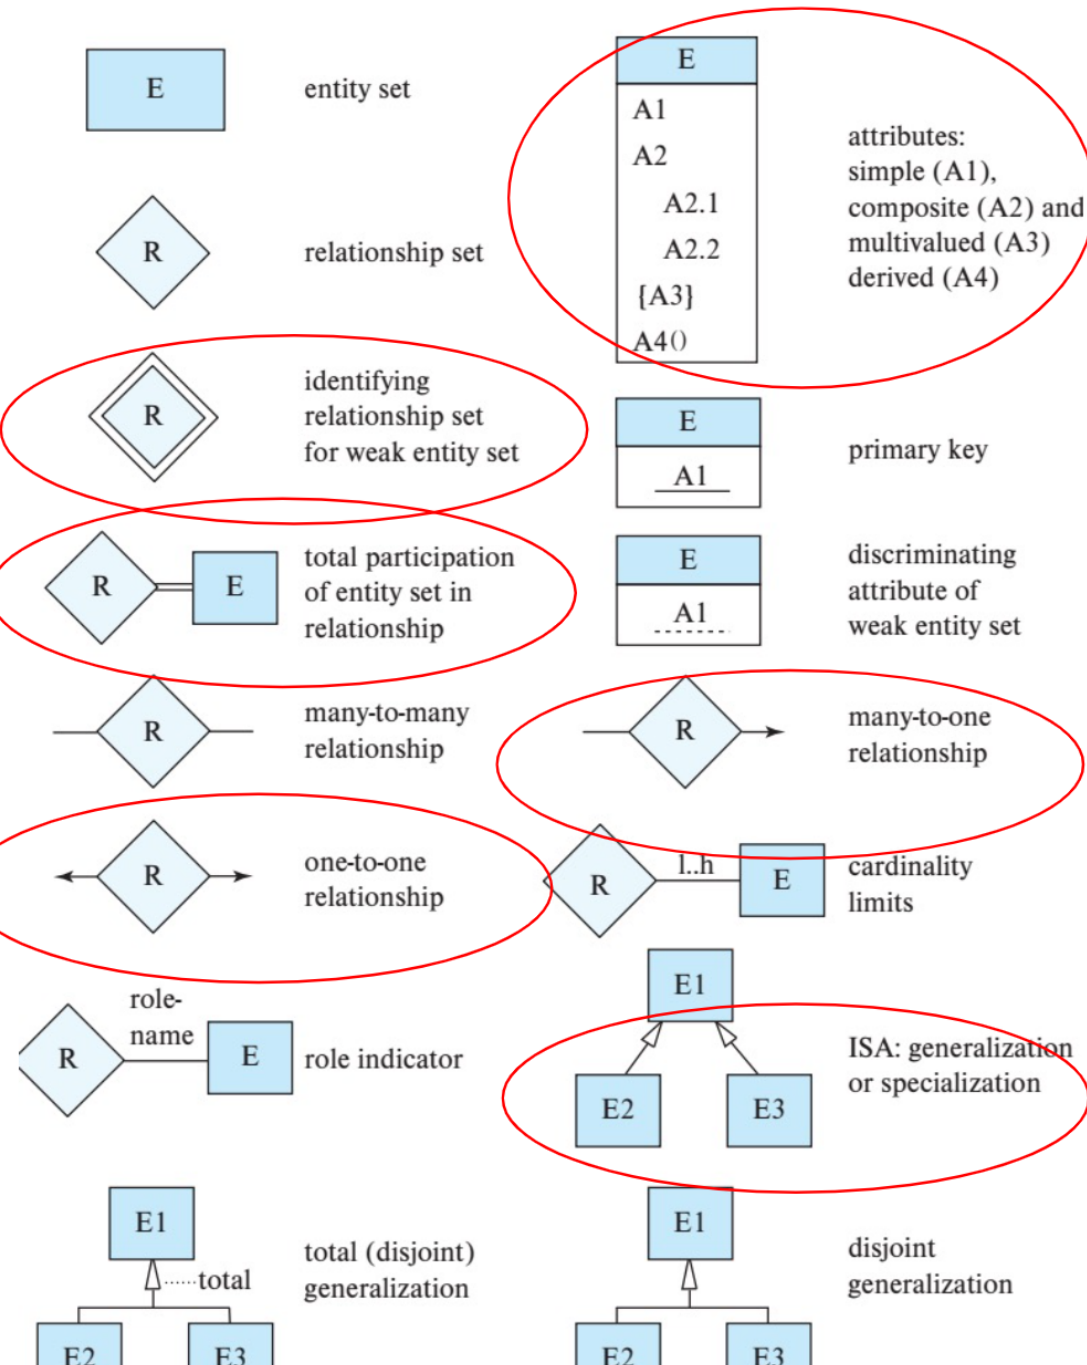 E
entity set
R
relationship set
R
identifying
relationship set
for weak entity set
R
E
total participation
of entity set in
relationship
R
many-to-many
relationship
R
one-to-one
relationship
role-
name
R
E
role indicator
E1
total
E2
E3
total (disjoint)
generalization
E
A1
A2
A2.1
A2.2
{A3}
A4()
attributes:
simple (A1),
composite (A2) and
multivalued (A3)
derived (A4)
E
A1
primary key
E
A1
discriminating
attribute of
weak entity set
R
many-to-one
relationship
R
l..h
E
cardinality
limits
E1
E2
E3
ISA: generalization
or specialization
E1
E2
E3
disjoint
generalization